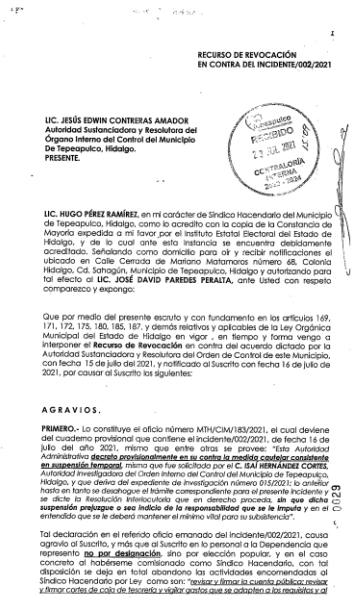 1
RECURSO DE REVOCACIÓN
EN CONTRA DEL INCIDENTE/002/2021
LIC. JESÚS EDWIN CONTRERAS AMADOR
Autoridad Sustanciadora y Resolutora del
Órgano Interno del Control del Municipio
De Tepeapulco, Hidalgo.
PRESENTE.
Tepeapulco
RECIBIDO
23 JUL. 2021
CONTRALORÍA
INTERNA
2020 - 2024
LIC. HUGO PÉREZ RAMÍREZ, en mi carácter de Síndico Hacendario del Municipio
de Tepeapulco, Hidalgo, como lo acredito con la copia de la Constancia de
Mayoría expedida a mi favor por el Instituto Estatal Electoral del Estado de
Hidalgo, y de lo cual ante esta Instancia se encuentra debidamente
acreditado. Señalando como domicilio para oír y recibir notificaciones el
ubicado en Calle Cerrada de Mariano Matamoros número 68, Colonia
Hidalgo, Cd. Sahagún, Municipio de Tepeapulco, Hidalgo y autorizando para
tal efecto al LIC. JOSÉ DAVID PAREDES PERALTA, ante Usted con respeto
comparezco y expongo:
Que por medio del presente escruto y con fundamento en los artículos 169,
171, 172, 175, 180, 185, 187, y demás relativos y aplicables de la Ley Orgánica
Municipal del Estado de Hidalgo en vigor , en tiempo y forma vengo a
interponer el Recurso de Revocación en contra del acuerdo dictado por la
Autoridad Sustanciadora y Resolutora del Orden de Control de este Municipio,
con fecha 15 de julio del 2021, y notificado al Suscrito con fecha 16 de julio de
2021, por causar al Suscrito los siguientes:
A G R A V I O S.
PRIMERO.- Lo constituye el oficio número MTH/CIM/183/2021, el cual deviene
del cuaderno provisional que contiene el incidente/002/2021, de fecha 16 de
julio del año 2021, mismo que entre otras se provee: "Esta Autoridad
Administrativa decreta provisionalmente en su contra la medida cautelar consistente
en suspensión temporal, misma que fue solicitada por el C. ISAÍ HERNÁNDEZ CORTES,
Autoridad Investigadora del Orden Interno del Control del Municipio de Tepeapulco,
Hidalgo, y que deriva del expediente de investigación número 015/2021; lo anterior
hasta en tanto se desahogue el trámite correspondiente para el presente incidente y
se dicte la Resolución Interlocutoria que en derecho proceda, sin que dicha
suspensión prejuzgue o sea indicio de la responsabilidad que se le imputa y en el
entendido que se le deberá mantener el mínimo vital para su subsistencia".
0029
Tal declaración en el referido oficio emanado del incidente/002/2021, causa
agravio al Suscrito, y más que al Suscrito en lo personal a la Dependencia que
represento no por designación, sino por elección popular, y en el caso
concreto al habérseme comisionado como Síndico Hacendario, con tal
disposición se deja en total abandono las actividades encomendadas al
Síndico Hacendario por Ley como son: "revisar y firmar la cuenta pública; revisar
y firmar cortes de caja de tesorería y vigilar gastos que se adapten a los requisitos y al